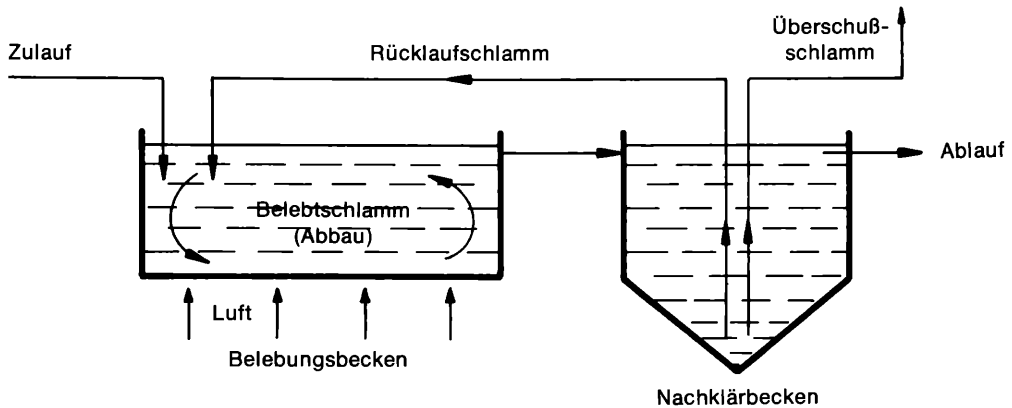 Zulauf
Rücklaufschlamm
Überschuß-
schlamm
Ablauf
Belebtschlamm
(Abbau)
Luft
Belebungsbecken
Nachklärbecken